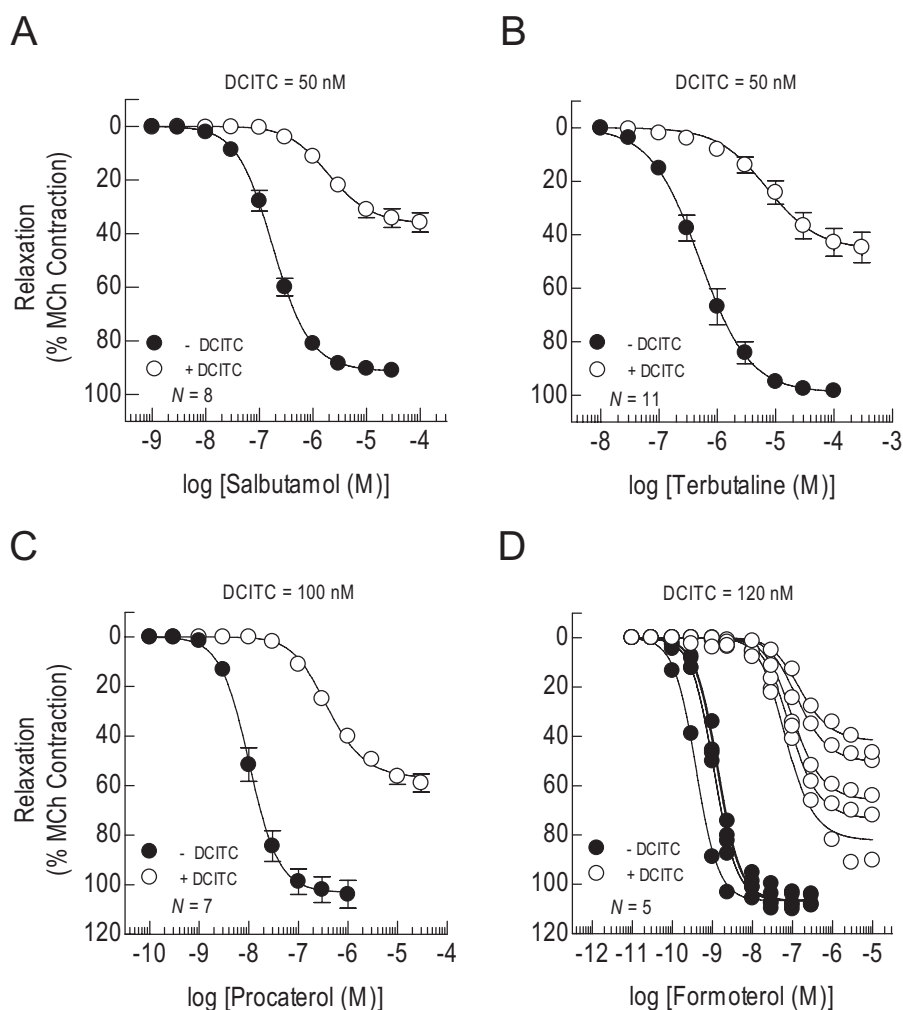 A
DCITC = 50 nM
0
20
40
60
80
100
Relaxation
(% MCh Contraction)
- DCITC
+ DCITC
N = 8
-9 -8 -7 -6 -5 -4
log [Salbutamol (M)]
B
DCITC = 50 nM
0
20
40
60
80
100
- DCITC
+ DCITC
N = 11
-8 -7 -6 -5 -4 -3
log [Terbutaline (M)]
C
DCITC = 100 nM
0
20
40
60
80
100
120
Relaxation
(% MCh Contraction)
- DCITC
+ DCITC
N = 7
-10 -9 -8 -7 -6 -5 -4
log [Procaterol (M)]
D
DCITC = 120 nM
0
20
40
60
80
100
120
- DCITC
+ DCITC
N = 5
-12 -11 -10 -9 -8 -7 -6 -5
log [Formoterol (M)]